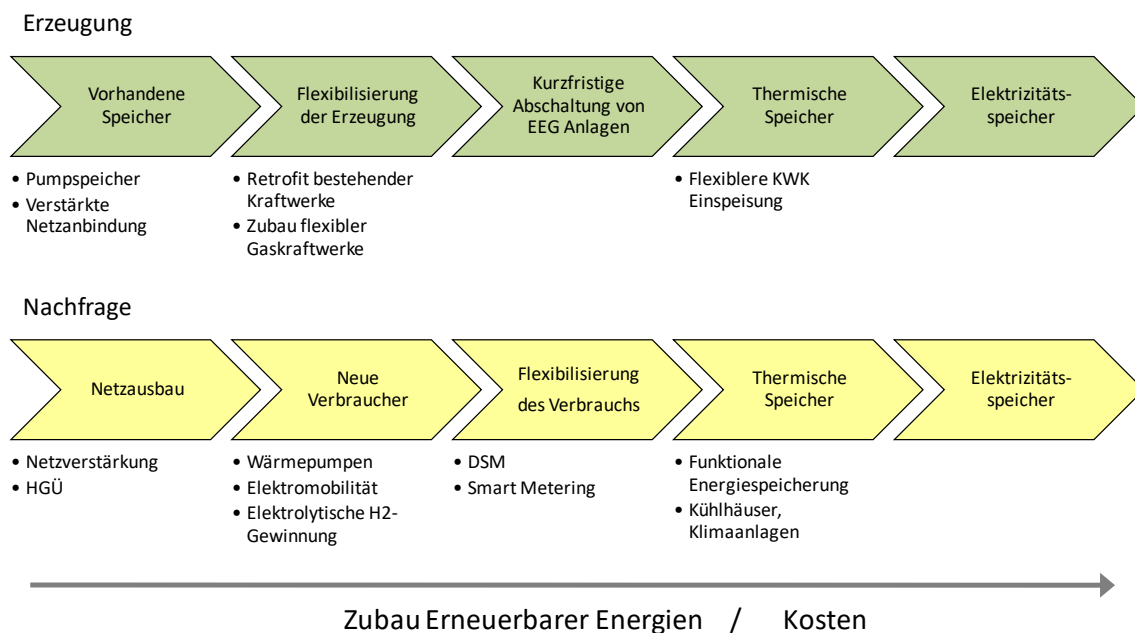 Erzeugung
Vorhandene
Speicher
Flexibilisierung
der Erzeugung
Kurzfristige
Abschaltung von
EEG Anlagen
Thermische
Speicher
Elektrizitäts-
speicher
• Pumpspeicher
• Verstärkte
Netzanbindung
• Retrofit bestehender
Kraftwerke
• Zubau flexibler
Gaskraftwerke
• Flexiblere KWK
Einspeisung
Nachfrage
Netzausbau
Neue
Verbraucher
Flexibilisierung
des Verbrauchs
Thermische
Speicher
Elektrizitäts-
speicher
• Netzverstärkung
• HGÜ
• Wärmepumpen
• Elektromobilität
• Elektrolytische H2-
Gewinnung
• DSM
• Smart Metering
• Funktionale
Energiespeicherung
• Kühlhäuser,
Klimaanlagen
Zubau Erneuerbarer Energien / Kosten